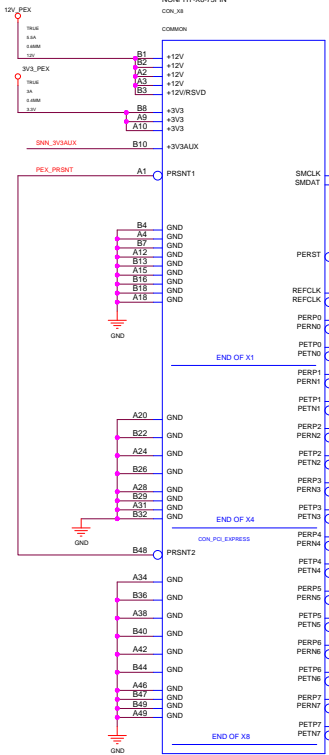 NONPHY-X8/75PIN
12V_PEX
CON_X8
TRUE
COMMON
5.5A
0.6MM
12V
B1 +12V
B2 +12V
A2 +12V
A3 +12V
B3 +12V/RSVD
3V3_PEX
TRUE
3A
0.4MM
3.3V
B8 +3V3
A9 +3V3
A10 +3V3
SNN_3V3AUX B10 +3V3AUX
PEX_PRSNT A1 PRSNT1
SMCLK
SMDAT
B4 GND
A4 GND
B7 GND
A12 GND
B13 GND
A15 GND
B16 GND
B18 GND
A18 GND
GND
PERST
REFCLK
REFCLK
PERP0
PERN0
PETP0
PETN0
END OF X1
PERP1
PERN1
PETP1
PETN1
A20 GND
B22 GND
A24 GND
B26 GND
A28 GND
B29 GND
A31 GND
B32 GND
GND
PERP2
PERN2
PETP2
PETN2
PERP3
PERN3
PETP3
PETN3
END OF X4
CON_PCI_EXPRESS
B48 PRSNT2
PERP4
PERN4
PETP4
PETN4
A34 GND
B36 GND
A38 GND
B40 GND
A42 GND
B44 GND
A46 GND
B47 GND
B49 GND
A49 GND
GND
PERP5
PERN5
PETP5
PETN5
PERP6
PERN6
PETP6
PETN6
PERP7
PERN7
PETP7
PETN7
END OF X8